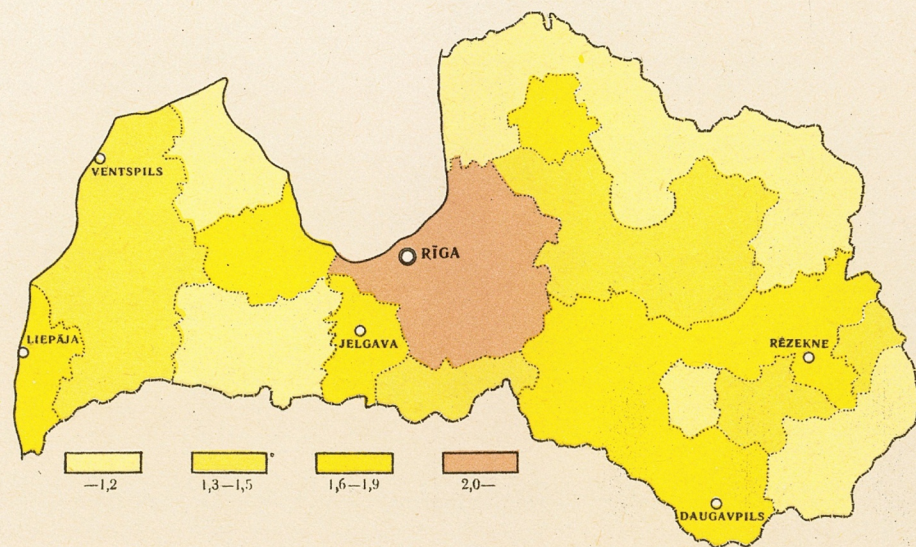 VENTSPILS
RĪGA
LIEPĀJA
JELGAVA
RĒZEKNE
DAUGAVPILS
—1,2
1,3—1,5
1,6—1,9
2,0—